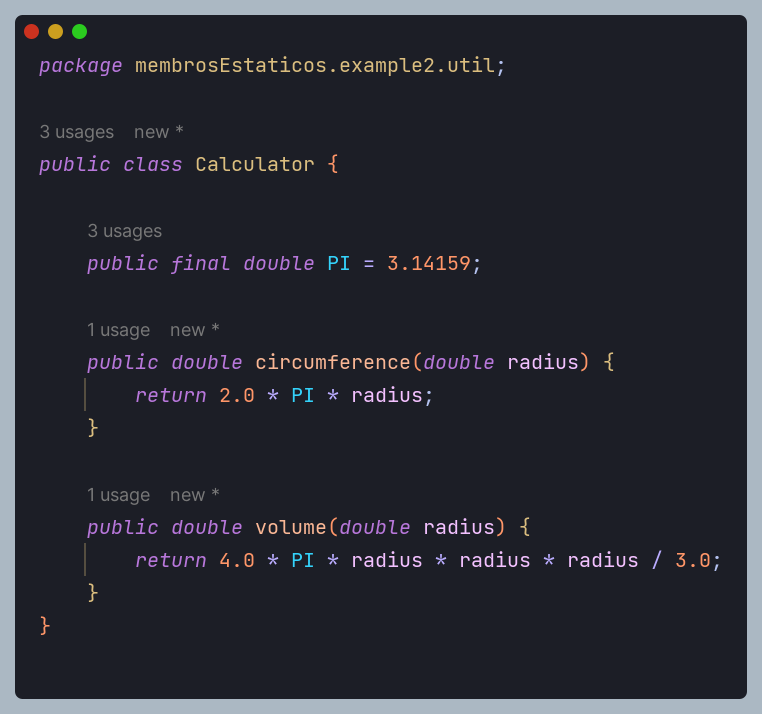 package membrosEstaticos.example2.util;
3 usages new *
public class Calculator {
3 usages
public final double PI = 3.14159;
1 usage new *
public double circumference(double radius) {
return 2.0 * PI * radius;
}
1 usage new *
public double volume(double radius) {
return 4.0 * PI * radius * radius * radius / 3.0;
}
}